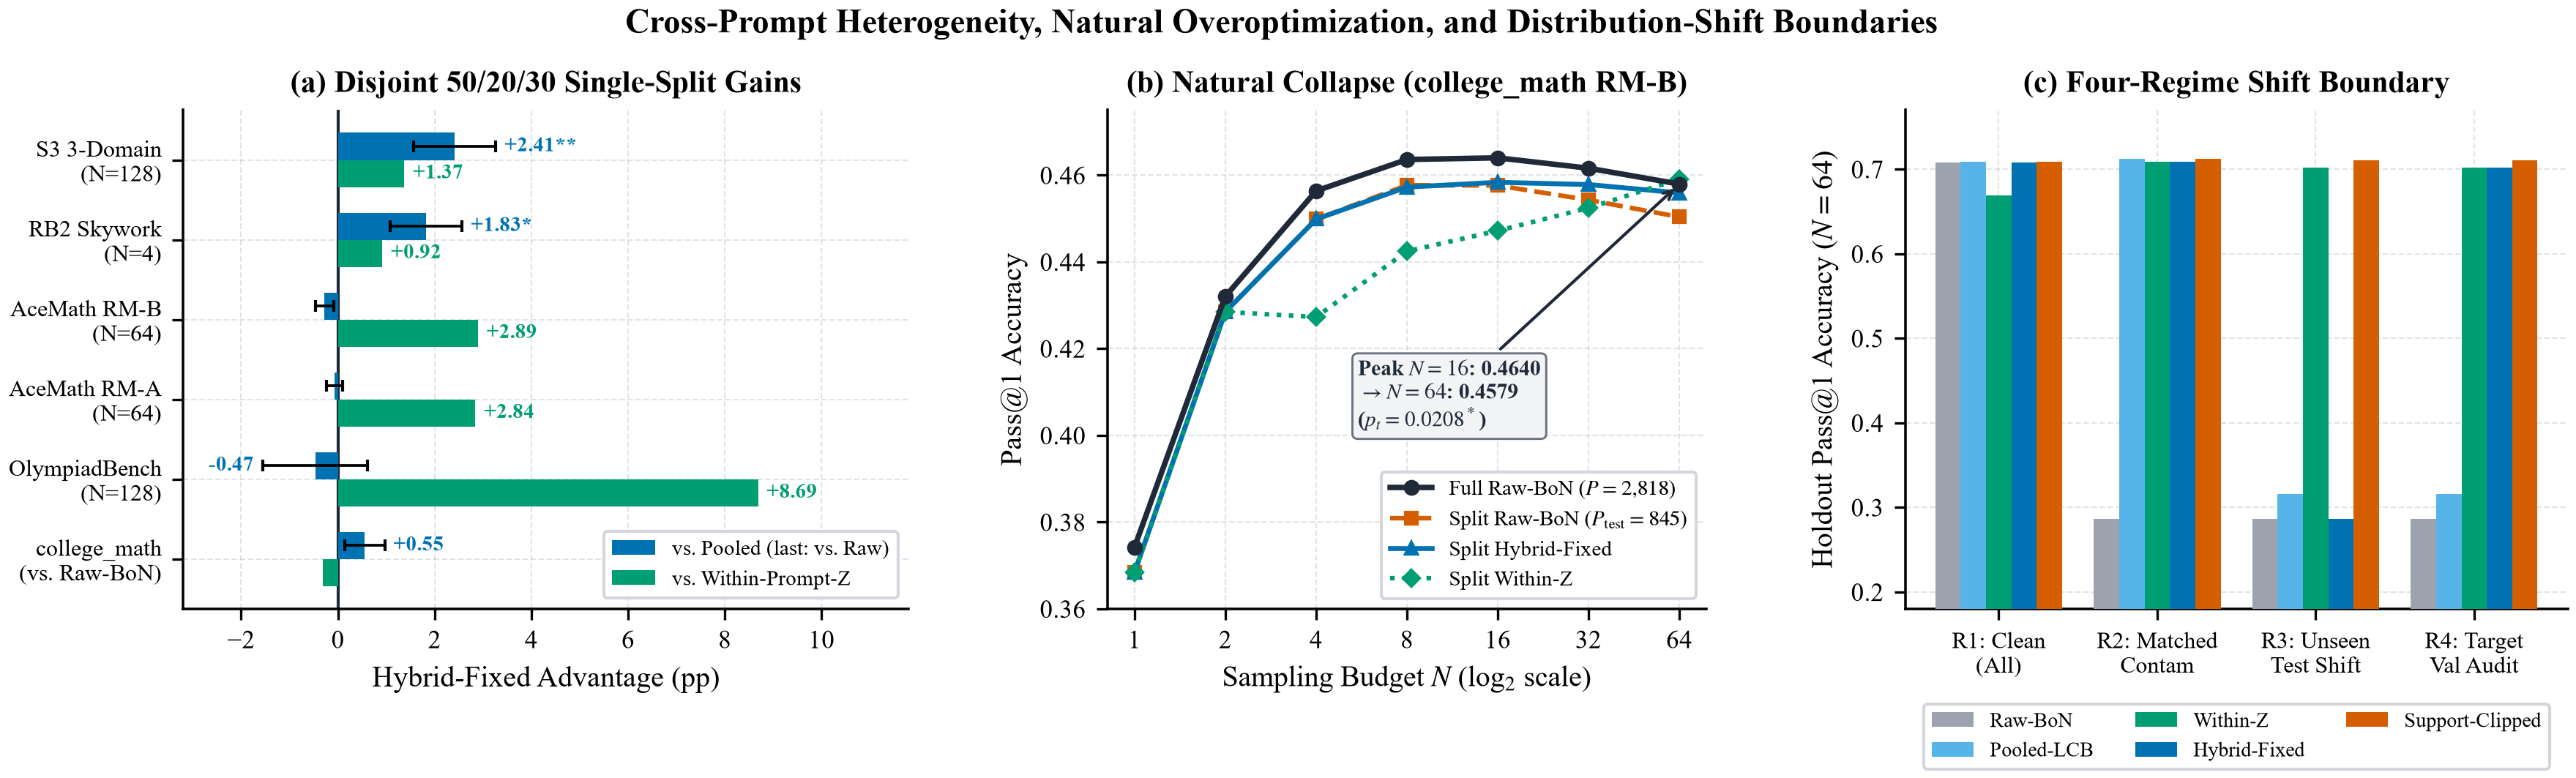 Cross-Prompt Heterogeneity, Natural Overoptimization, and Distribution-Shift Boundaries
(a) Disjoint 50/20/30 Single-Split Gains
S3 3-Domain
(N=128)
RB2 Skywork
(N=4)
AceMath RM-B
(N=64)
AceMath RM-A
(N=64)
OlympiadBench
(N=128)
college_math
(vs. Raw-BoN)
+2.41**
+1.37
+1.83*
+0.92
+2.89
+2.84
-0.47
+8.69
+0.55
vs. Pooled (last: vs. Raw)
vs. Within-Prompt-Z
−2
0
2
4
6
8
10
Hybrid-Fixed Advantage (pp)
(b) Natural Collapse (college_math RM-B)
Pass@1 Accuracy
0.46
0.44
0.42
0.40
0.38
0.36
Peak N = 16: 0.4640
→ N = 64: 0.4579
(pₜ = 0.0208*)
Full Raw-BoN (P = 2,818)
Split Raw-BoN (P_test = 845)
Split Hybrid-Fixed
Split Within-Z
1
2
4
8
16
32
64
Sampling Budget N (log₂ scale)
(c) Four-Regime Shift Boundary
Holdout Pass@1 Accuracy (N = 64)
0.7
0.6
0.5
0.4
0.3
0.2
R1: Clean
(All)
R2: Matched
Contam
R3: Unseen
Test Shift
R4: Target
Val Audit
Raw-BoN
Pooled-LCB
Within-Z
Hybrid-Fixed
Support-Clipped